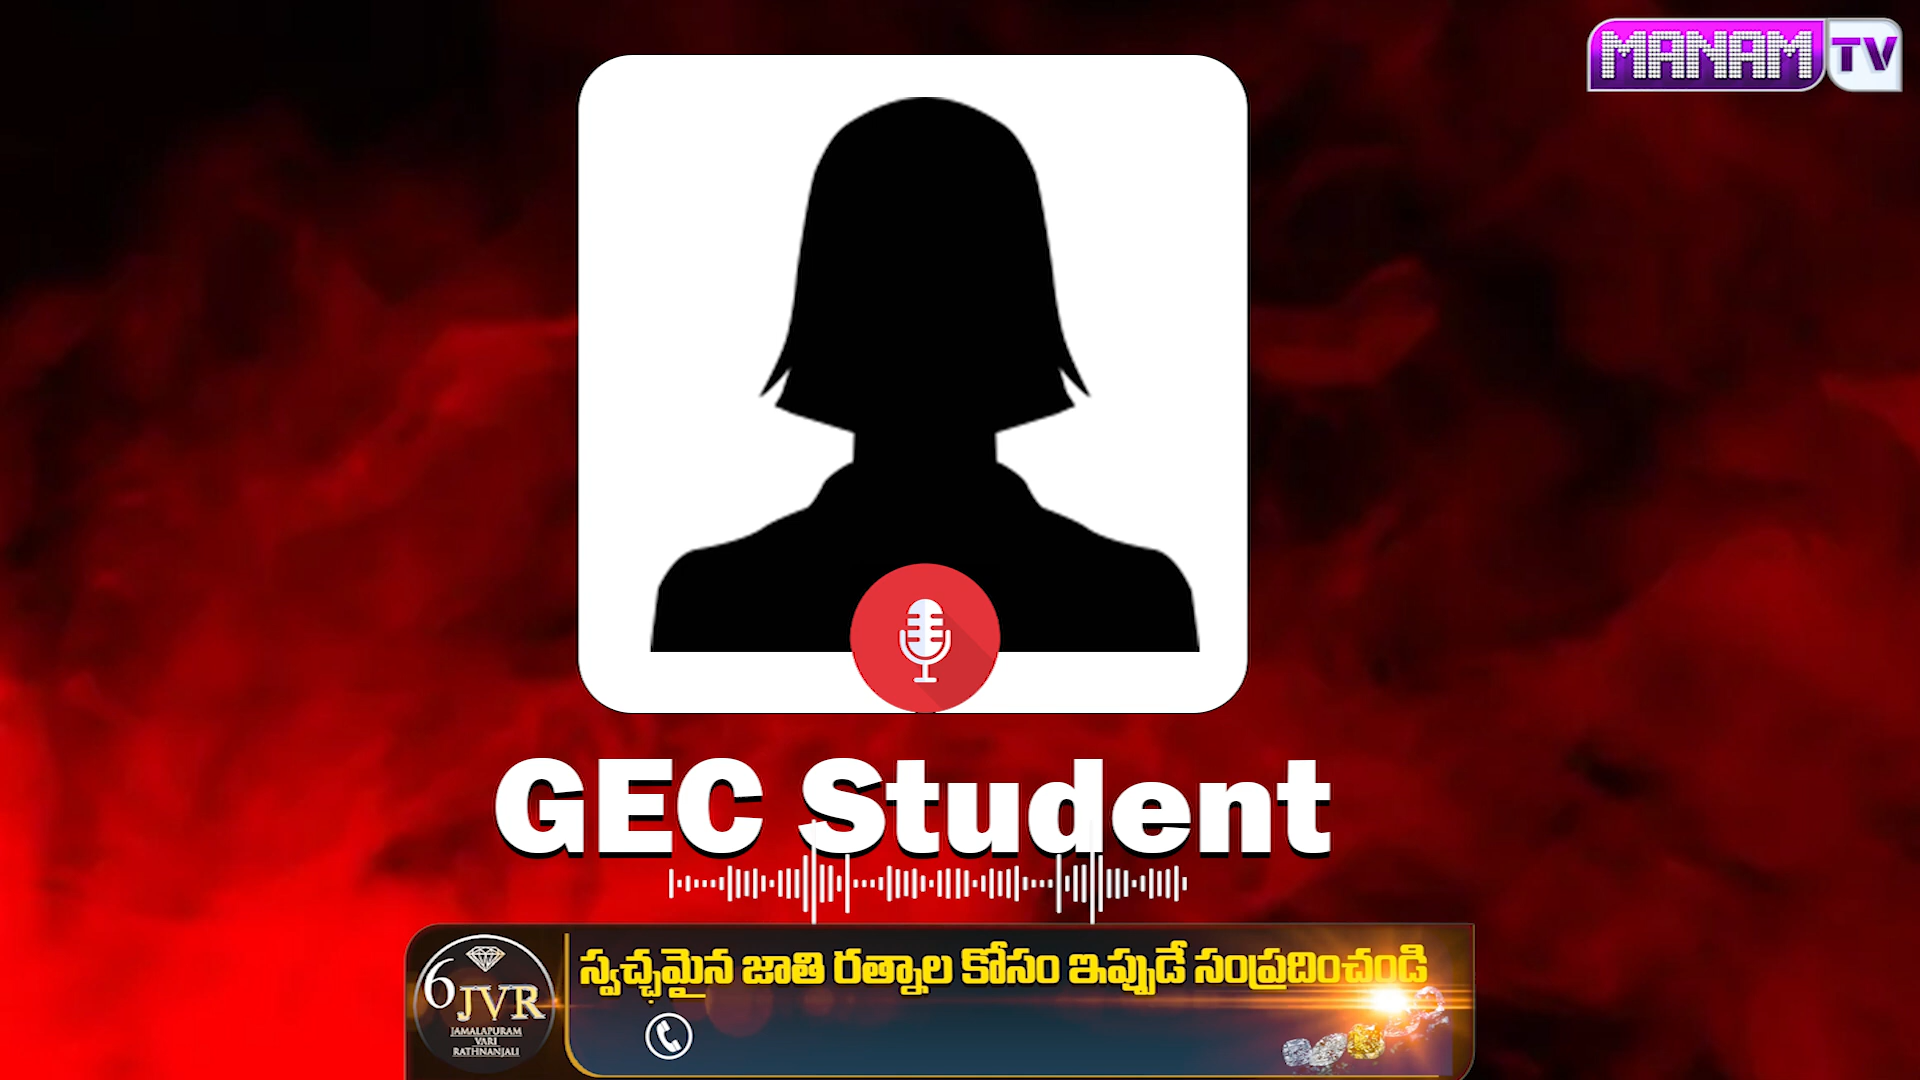 MANAM TV
GEC Student
స్వచ్ఛమైన జాతి రత్నాల కోసం ఇప్పుడే సంప్రదించండి
6 JVR
JAMALAPURAM
VARI
RATHNANJALI